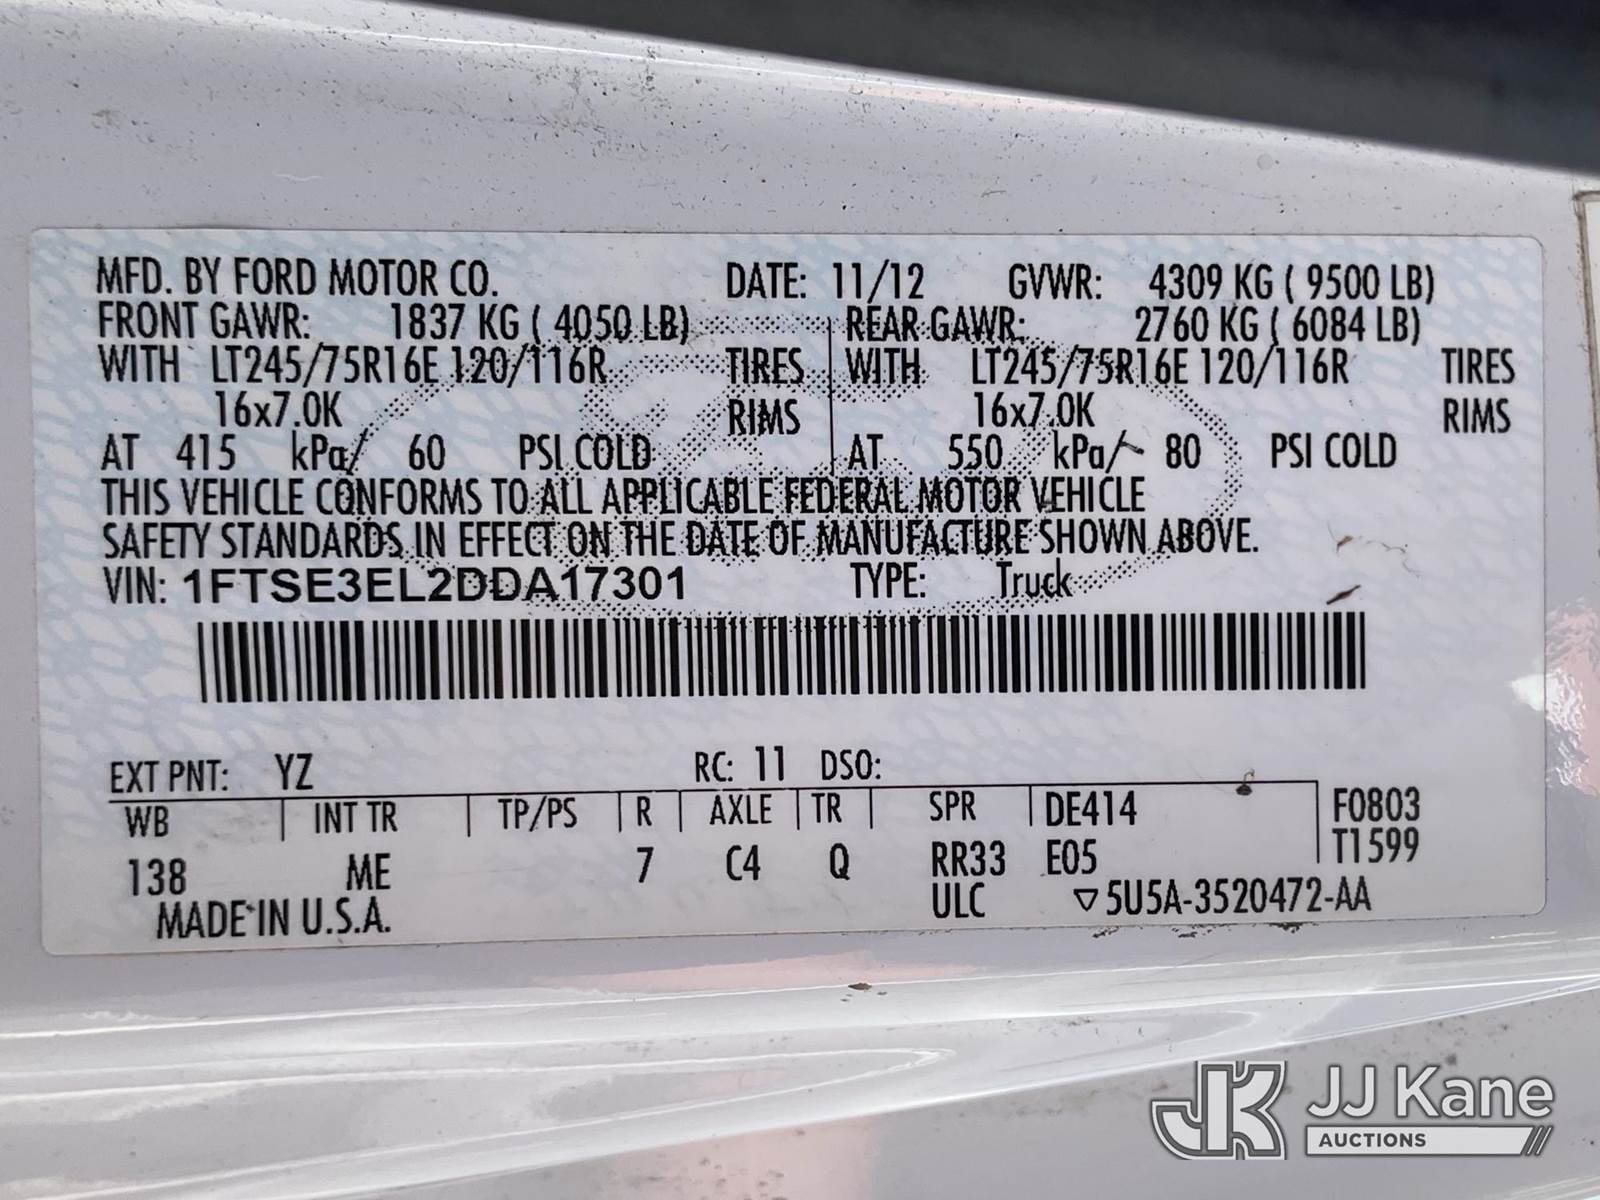 MFD. BY FORD MOTOR CO. DATE: 11/12 GVWR: 4309 KG ( 9500 LB)
FRONT GAWR: 1837 KG ( 4050 LB) REAR GAWR: 2760 KG ( 6084 LB)
WITH LT245/75R16E 120/116R TIRES WITH LT245/75R16E 120/116R TIRES
16x7.0K RIMS 16x7.0K RIMS
AT 415 kPa/ 60 PSI COLD AT 550 kPa/ 80 PSI COLD
THIS VEHICLE CONFORMS TO ALL APPLICABLE FEDERAL MOTOR VEHICLE
SAFETY STANDARDS IN EFFECT ON THE DATE OF MANUFACTURE SHOWN ABOVE.
VIN: 1FTSE3EL2DDA17301 TYPE: Truck
EXT PNT: YZ RC: 11 DSO:
WB INT TR TP/PS R AXLE TR SPR DE414 F0803
138 ME 7 C4 Q RR33 E05 T1599
MADE IN U.S.A. ULC ▽5U5A-3520472-AA
JJ Kane
AUCTIONS